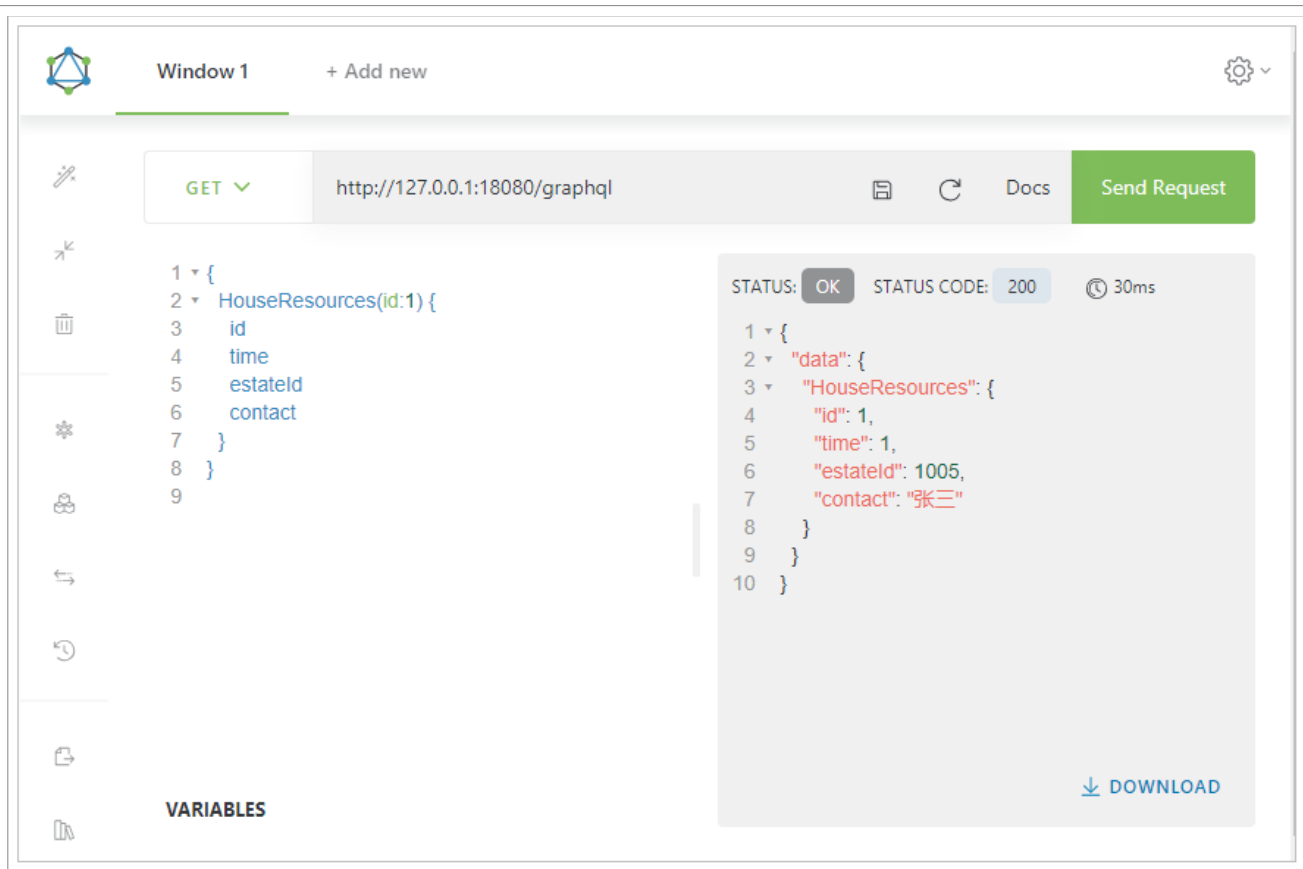 Window 1 + Add new
GET http://127.0.0.1:18080/graphql Docs Send Request
1 {
2 HouseResources(id:1) {
3 id
4 time
5 estateId
6 contact
7 }
8 }
9
STATUS: OK STATUS CODE: 200 30ms
1 {
2 "data": {
3 "HouseResources": {
4 "id": 1,
5 "time": 1,
6 "estateId": 1005,
7 "contact": "张三"
8 }
9 }
10 }
DOWNLOAD
VARIABLES